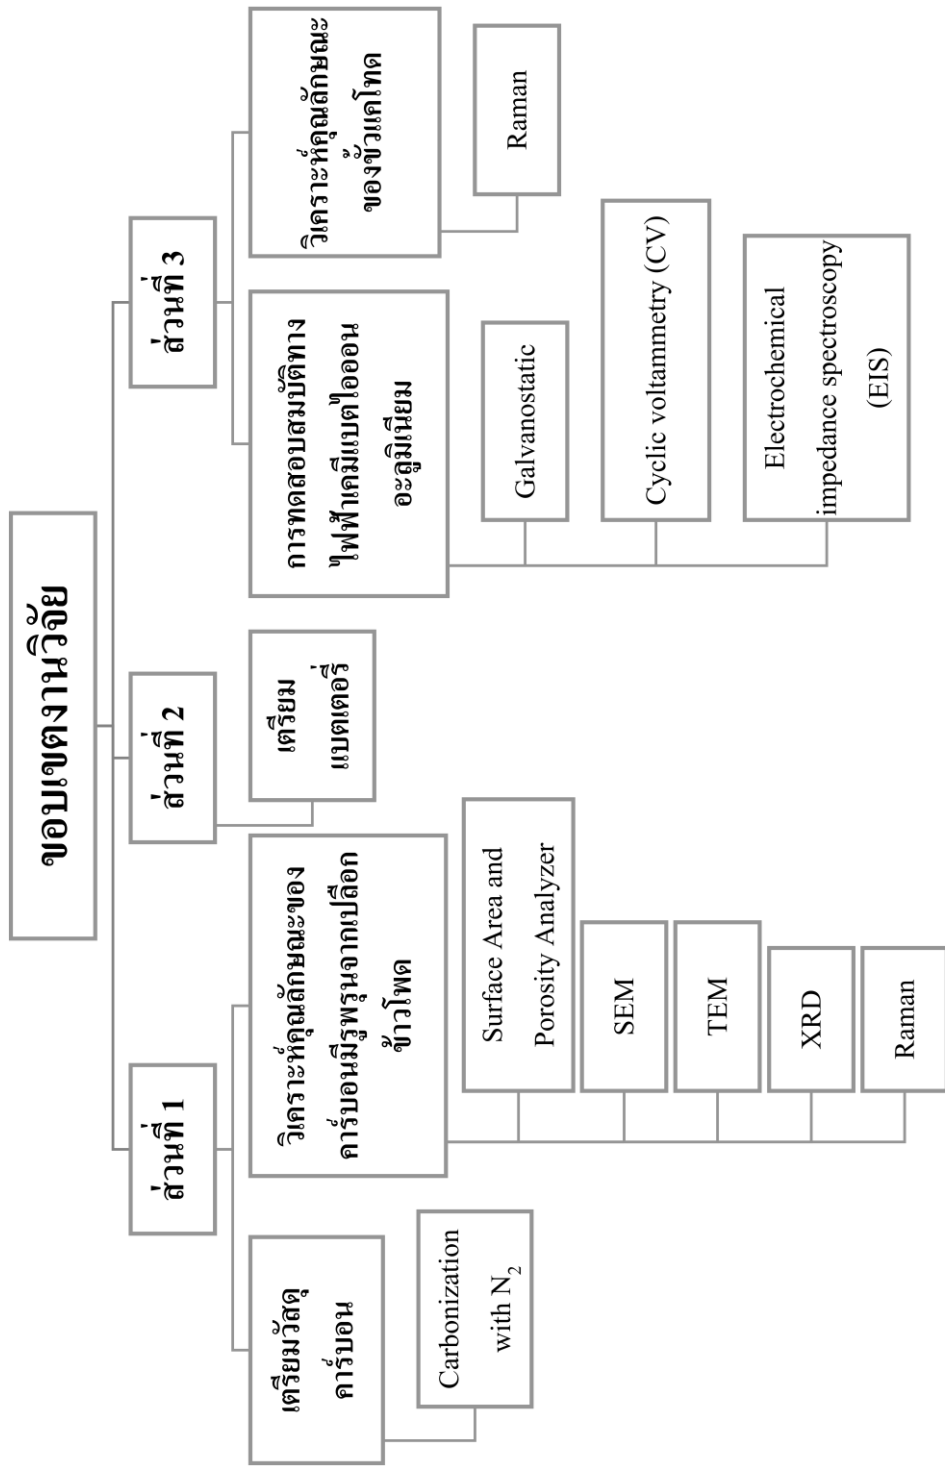 ขอบเขตงานวิจัย
ส่วนที่ 1
เตรียมวัสดุ
คาร์บอน
Carbonization
with N₂
วิเคราะห์คุณลักษณะของ
คาร์บอนมีรูพรุนจากเปลือก
ข้าวโพด
Surface Area and
Porosity Analyzer
SEM
TEM
XRD
Raman
ส่วนที่ 2
เตรียม
แบตเตอรี่
ส่วนที่ 3
การทดสอบสมบัติทาง
ไฟฟ้าเคมีแบตไอออน
อะลูมิเนียม
Galvanostatic
Cyclic voltammetry (CV)
Electrochemical
impedance spectroscopy
(EIS)
วิเคราะห์คุณลักษณะ
ของขั้วแคโทด
Raman